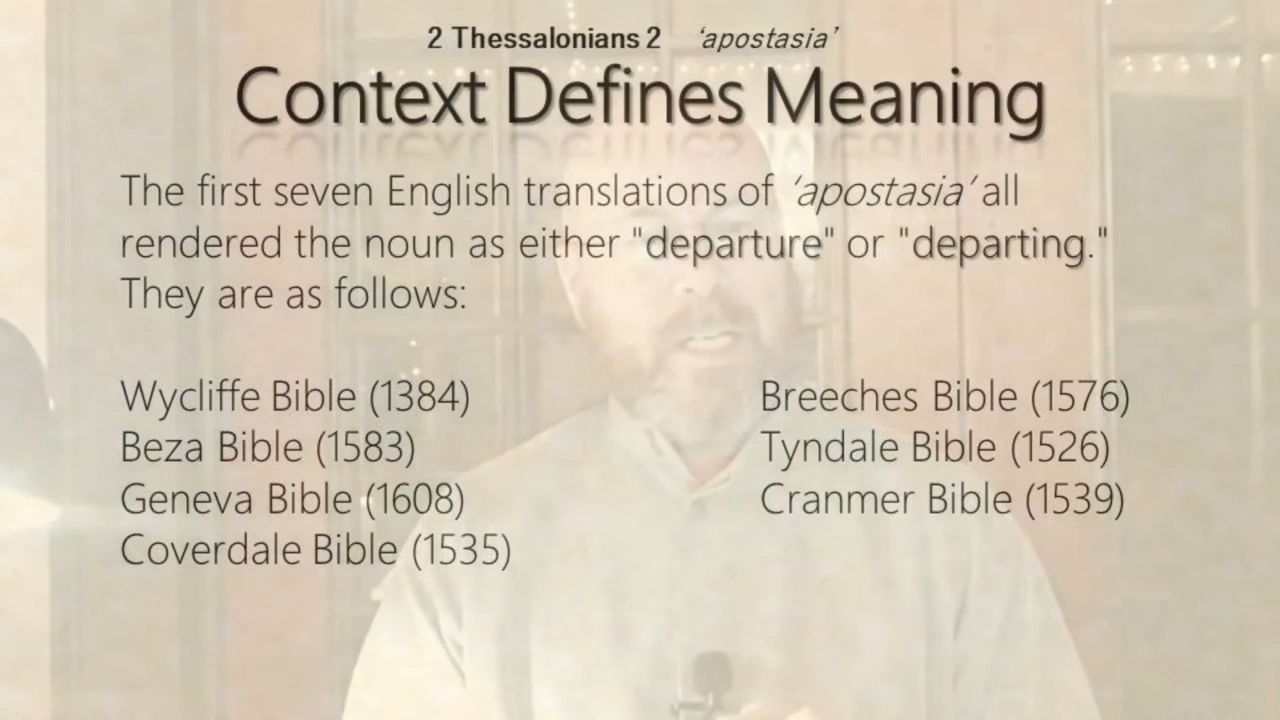 2 Thessalonians 2 ‘apostasia’
Context Defines Meaning
The first seven English translations of ‘apostasia’ all
rendered the noun as either "departure" or "departing."
They are as follows:
Wycliffe Bible (1384)
Beza Bible (1583)
Geneva Bible (1608)
Coverdale Bible (1535)
Breeches Bible (1576)
Tyndale Bible (1526)
Cranmer Bible (1539)